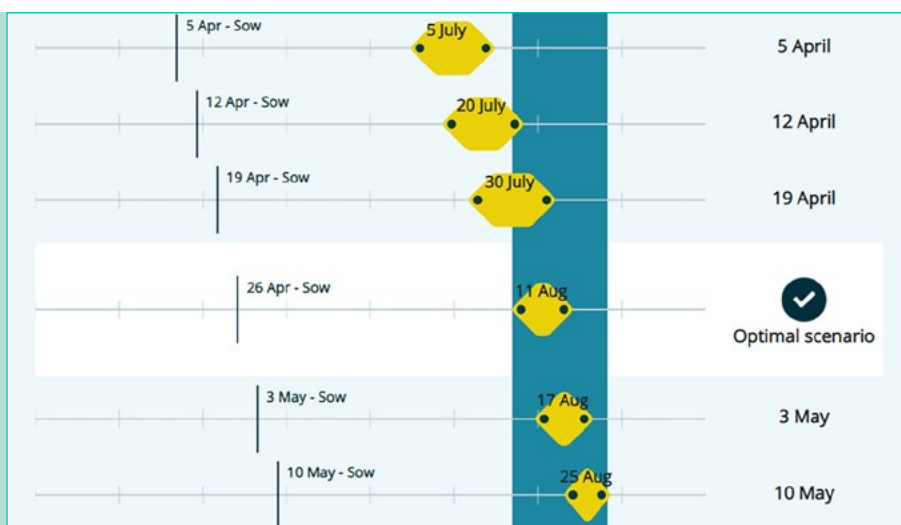 5 Apr - Sow
5 July
5 April
12 Apr - Sow
20 July
12 April
19 Apr - Sow
30 July
19 April
26 Apr - Sow
11 Aug
Optimal scenario
3 May - Sow
17 Aug
3 May
10 May - Sow
25 Aug
10 May